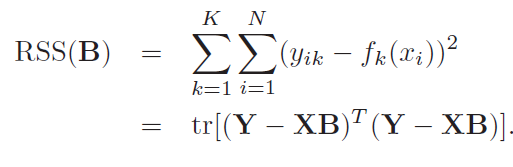 RSS(𝐁) = ∑_{k=1}^{K} ∑_{i=1}^{N} (y_{ik} − f_k(x_i))^2
= tr[(𝐘 − 𝐗𝐁)^T (𝐘 − 𝐗𝐁)].